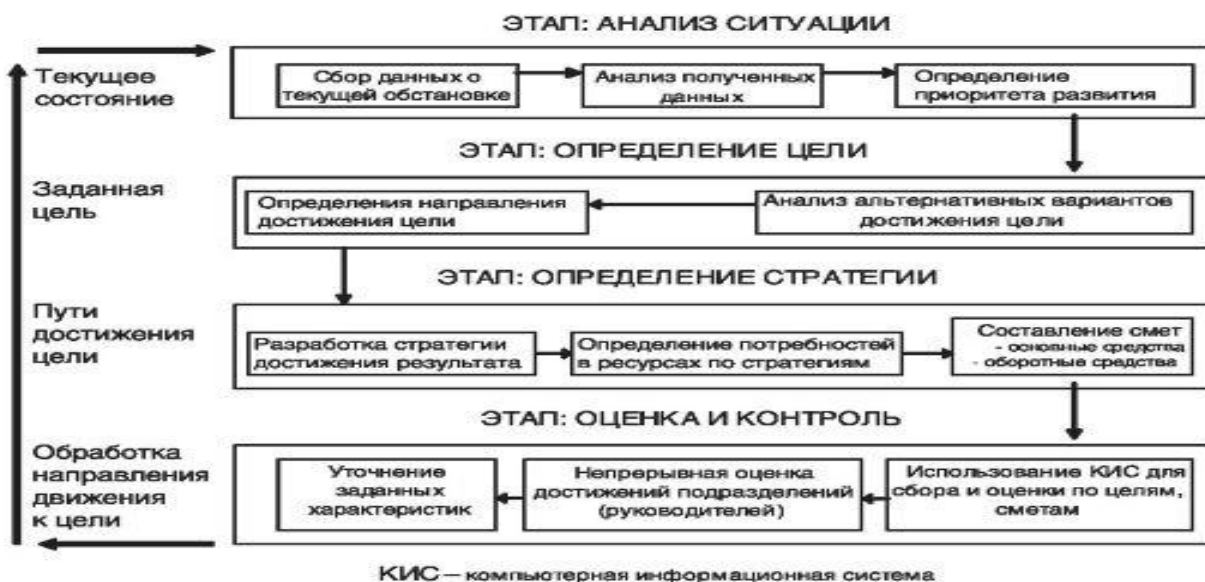 ЭТАП: АНАЛИЗ СИТУАЦИИ
Текущее
состояние
Сбор данных о
текущей обстановке
Анализ полученных
данных
Определение
приоритета развития
ЭТАП: ОПРЕДЕЛЕНИЕ ЦЕЛИ
Заданная
цель
Определения направления
достижения цели
Анализ альтернативных вариантов
достижения цели
ЭТАП: ОПРЕДЕЛЕНИЕ СТРАТЕГИИ
Пути
достижения
цели
Разработка стратегии
достижения результата
Определение потребностей
в ресурсах по стратегиям
Составление смет
- основные средства
- оборотные средства
ЭТАП: ОЦЕНКА И КОНТРОЛЬ
Обработка
направления
движения
к цели
Уточнение
заданных
характеристик
Непрерывная оценка
достижений подразделений
(руководителей)
Использование КИС для
сбора и оценки по целям,
сметам
КИС – компьютерная информационная система